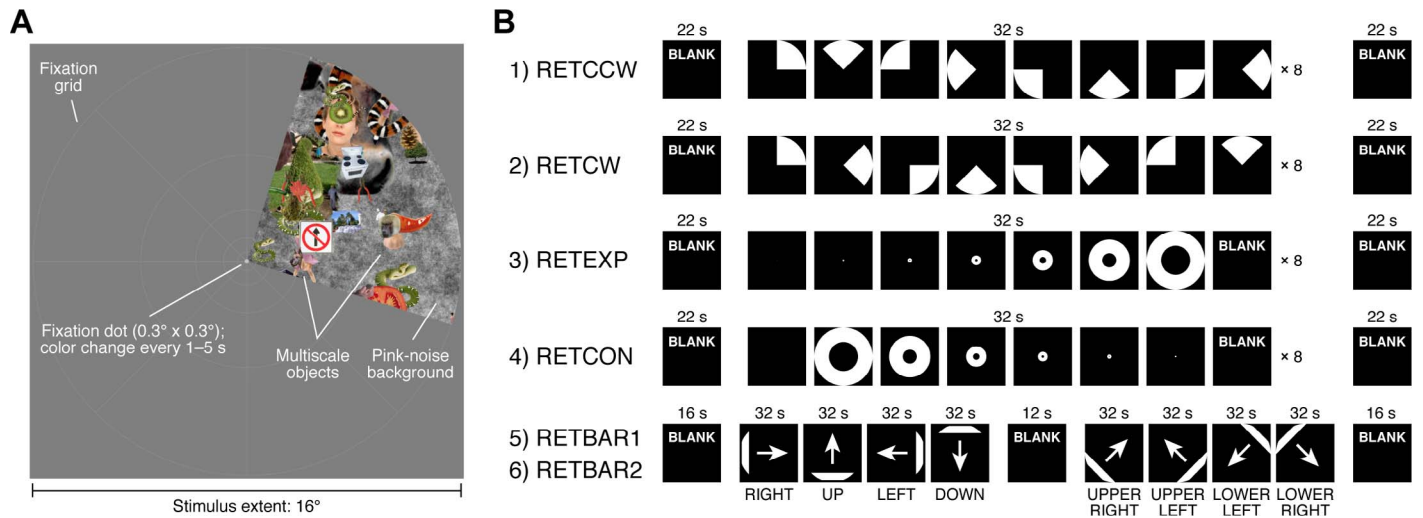 A
Fixation
grid
Fixation dot (0.3° x 0.3°);
color change every 1–5 s
Multiscale
objects
Pink-noise
background
Stimulus extent: 16°
B
22 s 32 s 22 s
1) RETCCW BLANK × 8 BLANK
22 s 32 s 22 s
2) RETCW BLANK × 8 BLANK
22 s 32 s 22 s
3) RETEXP BLANK BLANK × 8 BLANK
22 s 32 s 22 s
4) RETCON BLANK BLANK × 8 BLANK
16 s 32 s 32 s 32 s 32 s 12 s 32 s 32 s 32 s 32 s 16 s
5) RETBAR1 BLANK BLANK BLANK
6) RETBAR2
RIGHT UP LEFT DOWN UPPER UPPER LOWER LOWER
RIGHT LEFT LEFT RIGHT